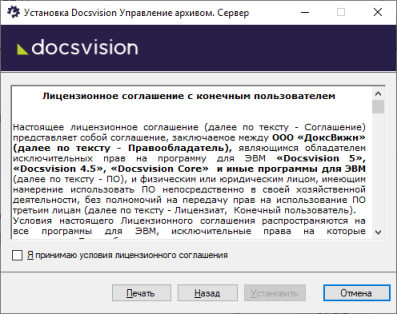 Установка Docsvision Управление архивом. Сервер
docsvision
Лицензионное соглашение с конечным пользователем
Настоящее лицензионное соглашение (далее по тексту - Соглашение)
представляет собой соглашение, заключаемое между ООО «ДоксВижн»
(далее по тексту - Правообладатель), являющимся обладателем
исключительных прав на программу для ЭВМ «Docsvision 5»,
«Docsvision 4.5», «Docsvision Core» и иные программы для ЭВМ
(далее по тексту - ПО), и физическим или юридическим лицом, имеющим
намерение использовать ПО непосредственно в своей хозяйственной
деятельности, без полномочий на передачу прав на использование ПО
третьим лицам (далее по тексту - Лицензиат, Конечный пользователь).
Условия настоящего Лицензионного соглашения распространяются на
все программы для ЭВМ, исключительные права на которые
Я принимаю условия лицензионного соглашения
Печать Назад Установить Отмена